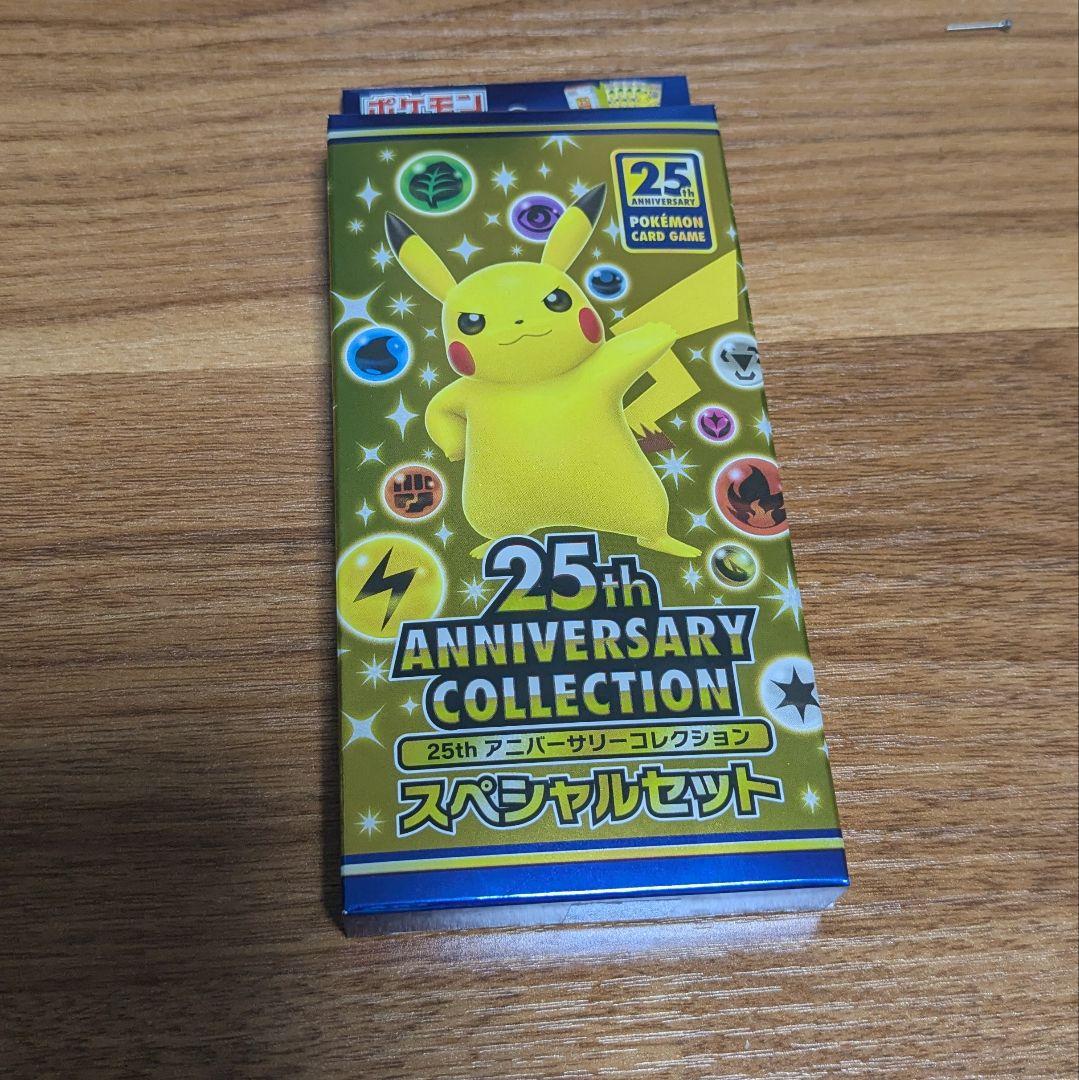 ポケモン
25th
ANNIVERSARY
POKÉMON
CARD GAME
25th
ANNIVERSARY
COLLECTION
25th アニバーサリーコレクション
スペシャルセット